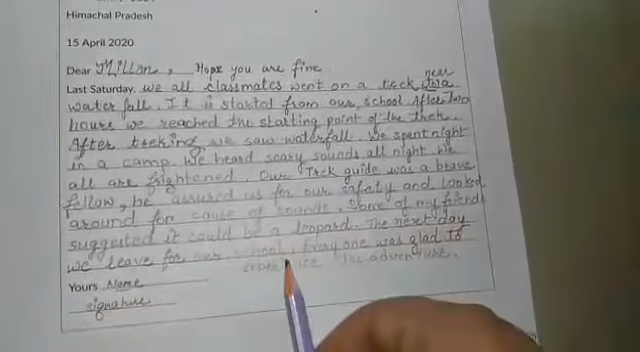 Himachal Pradesh
15 April 2020
Dear Millan, Hope you are fine
Last Saturday, we all classmates went on a trek near
water fall. It is started from our school After two
hours we reached the starting point of the trek.
After treking we saw waterfall. We spent night
in a camp. We heard scary sounds all night. We
all are frightened. Our Trek guide was a brave
fellow, he assured us for our safety and looked
around for cause of sounds. Some of my friend
suggested it could be a leopard. The next day
we leave for our school. Every one was glad to
the adventure.
Yours Name
signature